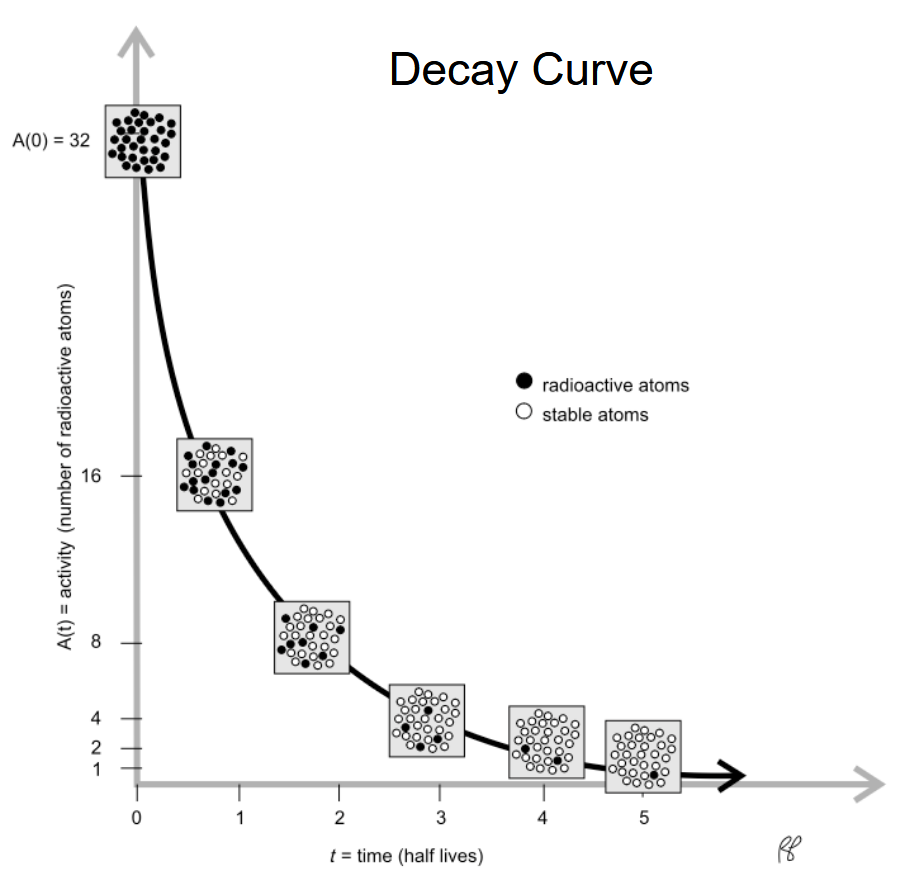 Decay Curve
A(0) = 32
A(t) = activity (number of radioactive atoms)
radioactive atoms
stable atoms
16
8
4
2
1
0 1 2 3 4 5
t = time (half lives)